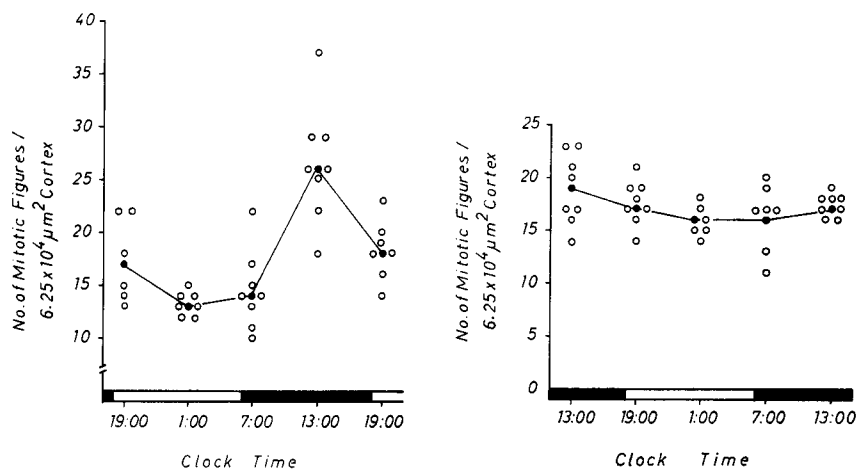 No. of Mitotic Figures /
6.25 x 10⁴ μm² Cortex
40
35
30
25
20
15
10
19:00 1:00 7:00 13:00 19:00
Clock Time
No. of Mitotic Figures /
6.25 x 10⁴ μm² Cortex
25
20
15
10
5
0
13:00 19:00 1:00 7:00 13:00
Clock Time